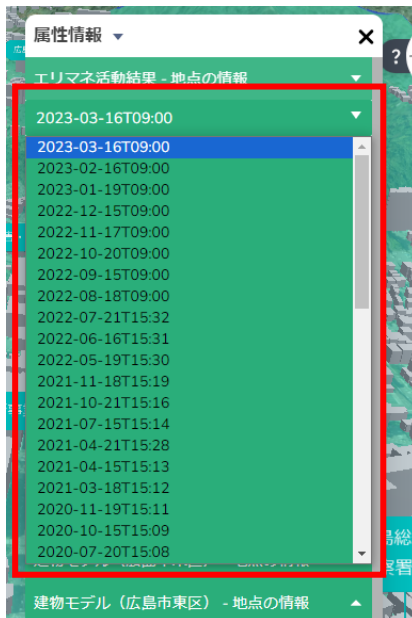 属性情報
エリマネ活動結果 - 地点の情報
2023-03-16T09:00
2023-03-16T09:00
2023-02-16T09:00
2023-01-19T09:00
2022-12-15T09:00
2022-11-17T09:00
2022-10-20T09:00
2022-09-15T09:00
2022-08-18T09:00
2022-07-21T15:32
2022-06-16T15:31
2022-05-19T15:30
2021-11-18T15:19
2021-10-21T15:16
2021-07-15T15:14
2021-04-21T15:28
2021-04-15T15:13
2021-03-18T15:12
2020-11-19T15:11
2020-10-15T15:09
2020-07-20T15:08
建物モデル（広島市東区） - 地点の情報
?